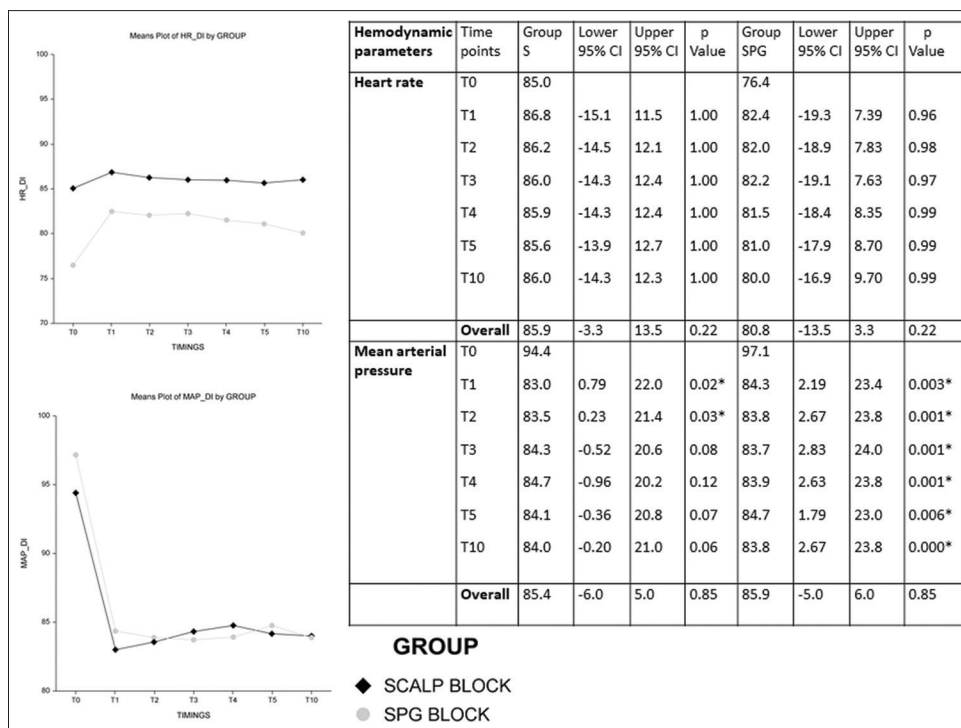 Means Plot of HR_DI by GROUP
100
95
90
85
80
75
70
HR_DI
T0 T1 T2 T3 T4 T5 T10
TIMINGS
Means Plot of MAP_DI by GROUP
100
95
90
85
80
MAP_DI
T0 T1 T2 T3 T4 T5 T10
TIMINGS
Hemodynamic Time Group Lower Upper p Group Lower Upper p
parameters points S 95% CI 95% CI Value SPG 95% CI 95% CI Value
Heart rate T0 85.0 76.4
T1 86.8 -15.1 11.5 1.00 82.4 -19.3 7.39 0.96
T2 86.2 -14.5 12.1 1.00 82.0 -18.9 7.83 0.98
T3 86.0 -14.3 12.4 1.00 82.2 -19.1 7.63 0.97
T4 85.9 -14.3 12.4 1.00 81.5 -18.4 8.35 0.99
T5 85.6 -13.9 12.7 1.00 81.0 -17.9 8.70 0.99
T10 86.0 -14.3 12.3 1.00 80.0 -16.9 9.70 0.99
Overall 85.9 -3.3 13.5 0.22 80.8 -13.5 3.3 0.22
Mean arterial T0 94.4 97.1
pressure
T1 83.0 0.79 22.0 0.02* 84.3 2.19 23.4 0.003*
T2 83.5 0.23 21.4 0.03* 83.8 2.67 23.8 0.001*
T3 84.3 -0.52 20.6 0.08 83.7 2.83 24.0 0.001*
T4 84.7 -0.96 20.2 0.12 83.9 2.63 23.8 0.001*
T5 84.1 -0.36 20.8 0.07 84.7 1.79 23.0 0.006*
T10 84.0 -0.20 21.0 0.06 83.8 2.67 23.8 0.000*
Overall 85.4 -6.0 5.0 0.85 85.9 -5.0 6.0 0.85
GROUP
SCALP BLOCK
SPG BLOCK